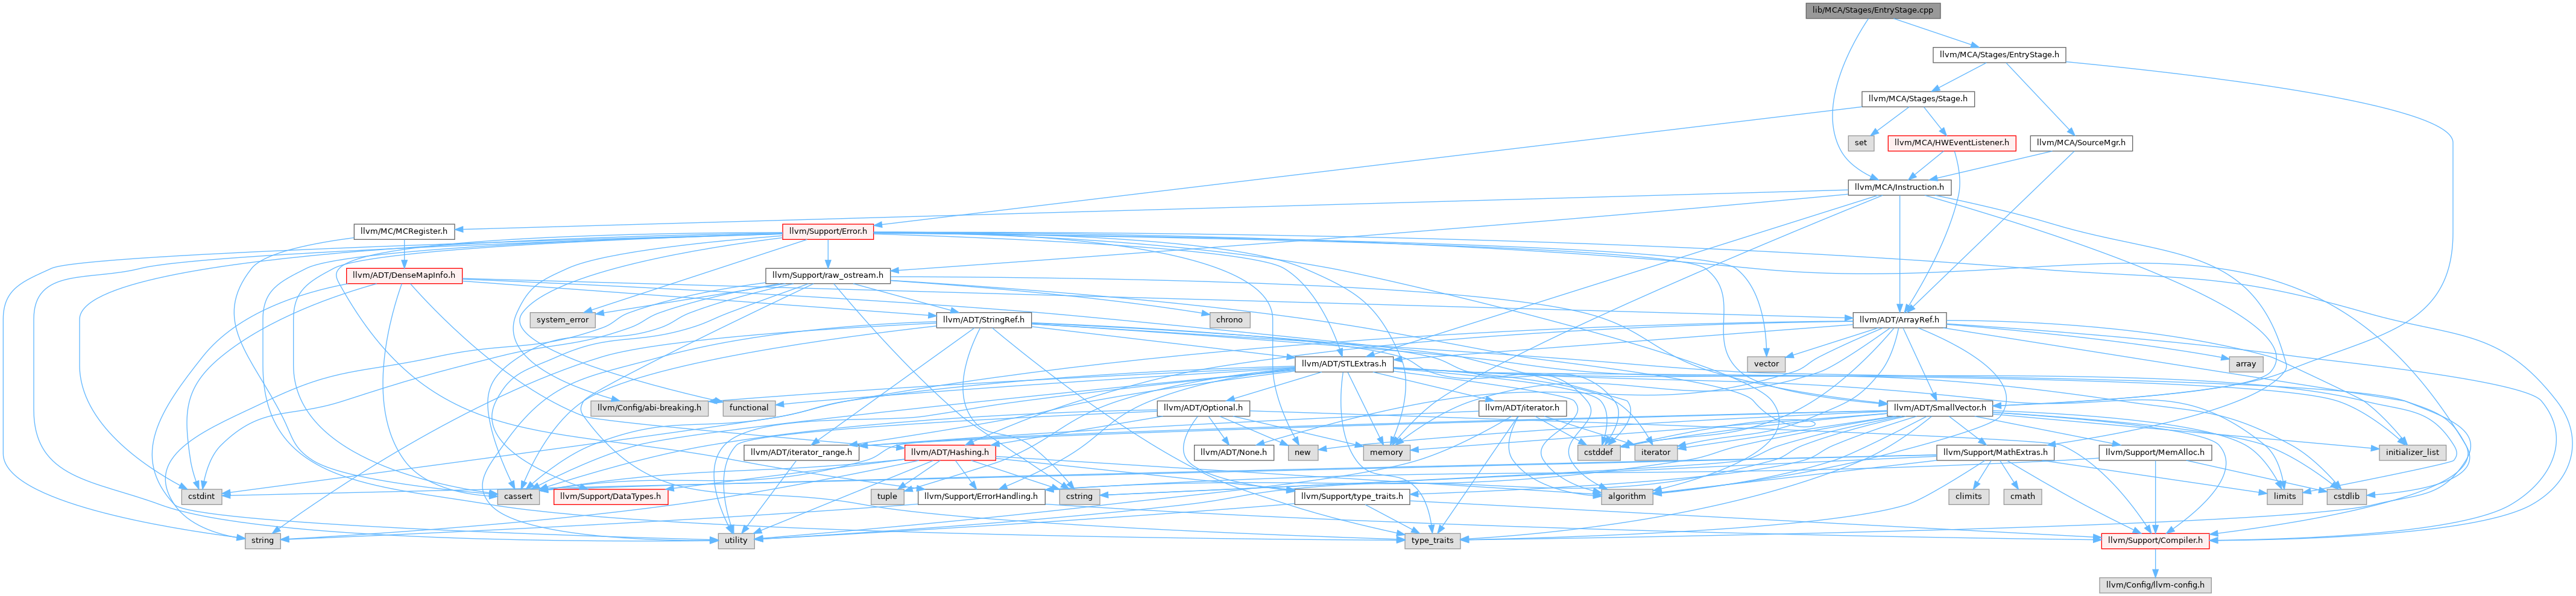 lib/MCA/Stages/EntryStage.cpp
llvm/MCA/Stages/EntryStage.h
llvm/MCA/Stages/Stage.h
set
llvm/MCA/HWEventListener.h
llvm/MCA/SourceMgr.h
llvm/MCA/Instruction.h
llvm/MC/MCRegister.h
llvm/Support/Error.h
llvm/ADT/DenseMapInfo.h
llvm/Support/raw_ostream.h
system_error
chrono
llvm/ADT/StringRef.h
llvm/ADT/ArrayRef.h
llvm/ADT/STLExtras.h
vector
array
llvm/Config/abi-breaking.h
functional
llvm/ADT/Optional.h
llvm/ADT/iterator.h
llvm/ADT/SmallVector.h
llvm/ADT/iterator_range.h
llvm/ADT/Hashing.h
llvm/ADT/None.h
new
memory
cstddef
iterator
llvm/Support/MathExtras.h
llvm/Support/MemAlloc.h
initializer_list
cstdint
cassert
llvm/Support/DataTypes.h
tuple
llvm/Support/ErrorHandling.h
cstring
llvm/Support/type_traits.h
algorithm
climits
cmath
limits
cstdlib
string
utility
type_traits
llvm/Support/Compiler.h
llvm/Config/llvm-config.h